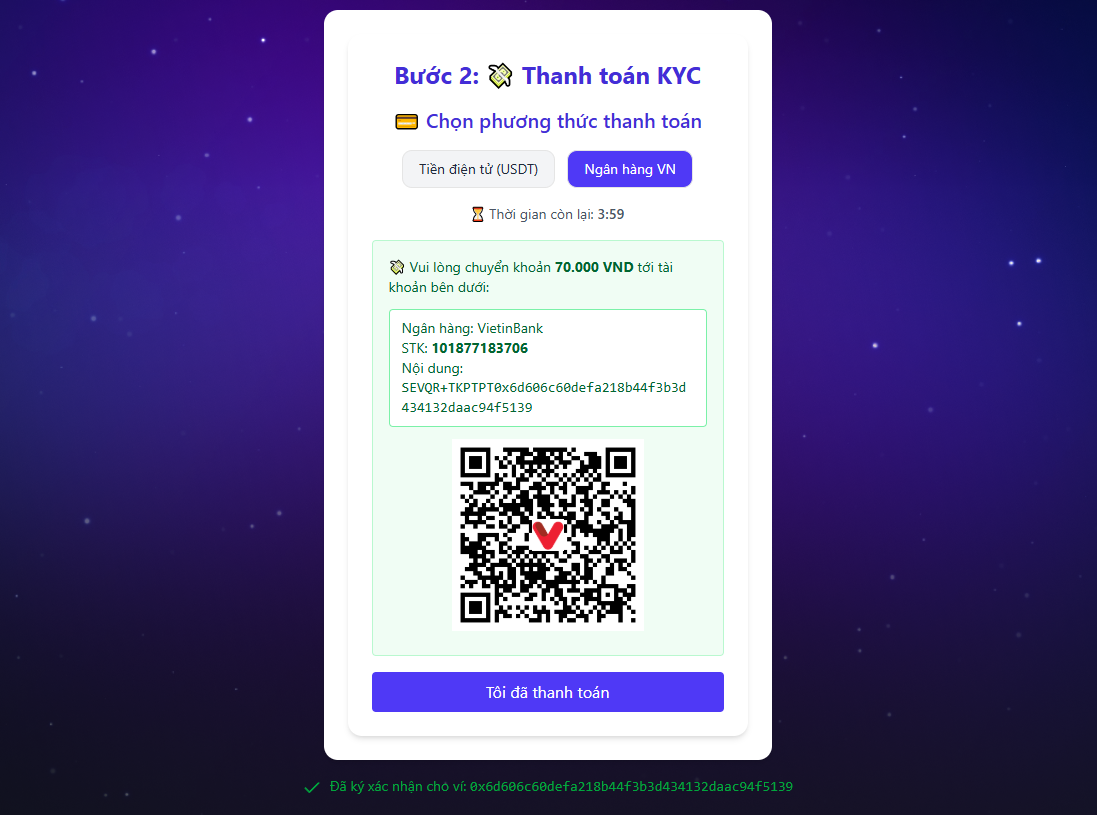 Bước 2: 💸 Thanh toán KYC
💳 Chọn phương thức thanh toán
Tiền điện tử (USDT)
Ngân hàng VN
⏳ Thời gian còn lại: 3:59
💸 Vui lòng chuyển khoản 70.000 VND tới tài
khoản bên dưới:
Ngân hàng: VietinBank
STK: 101877183706
Nội dung:
SEVQR+TKPTPT0x6d606c60defa218b44f3b3d
434132daac94f5139
Tôi đã thanh toán
Đã ký xác nhận cho ví: 0x6d606c60defa218b44f3b3d434132daac94f5139